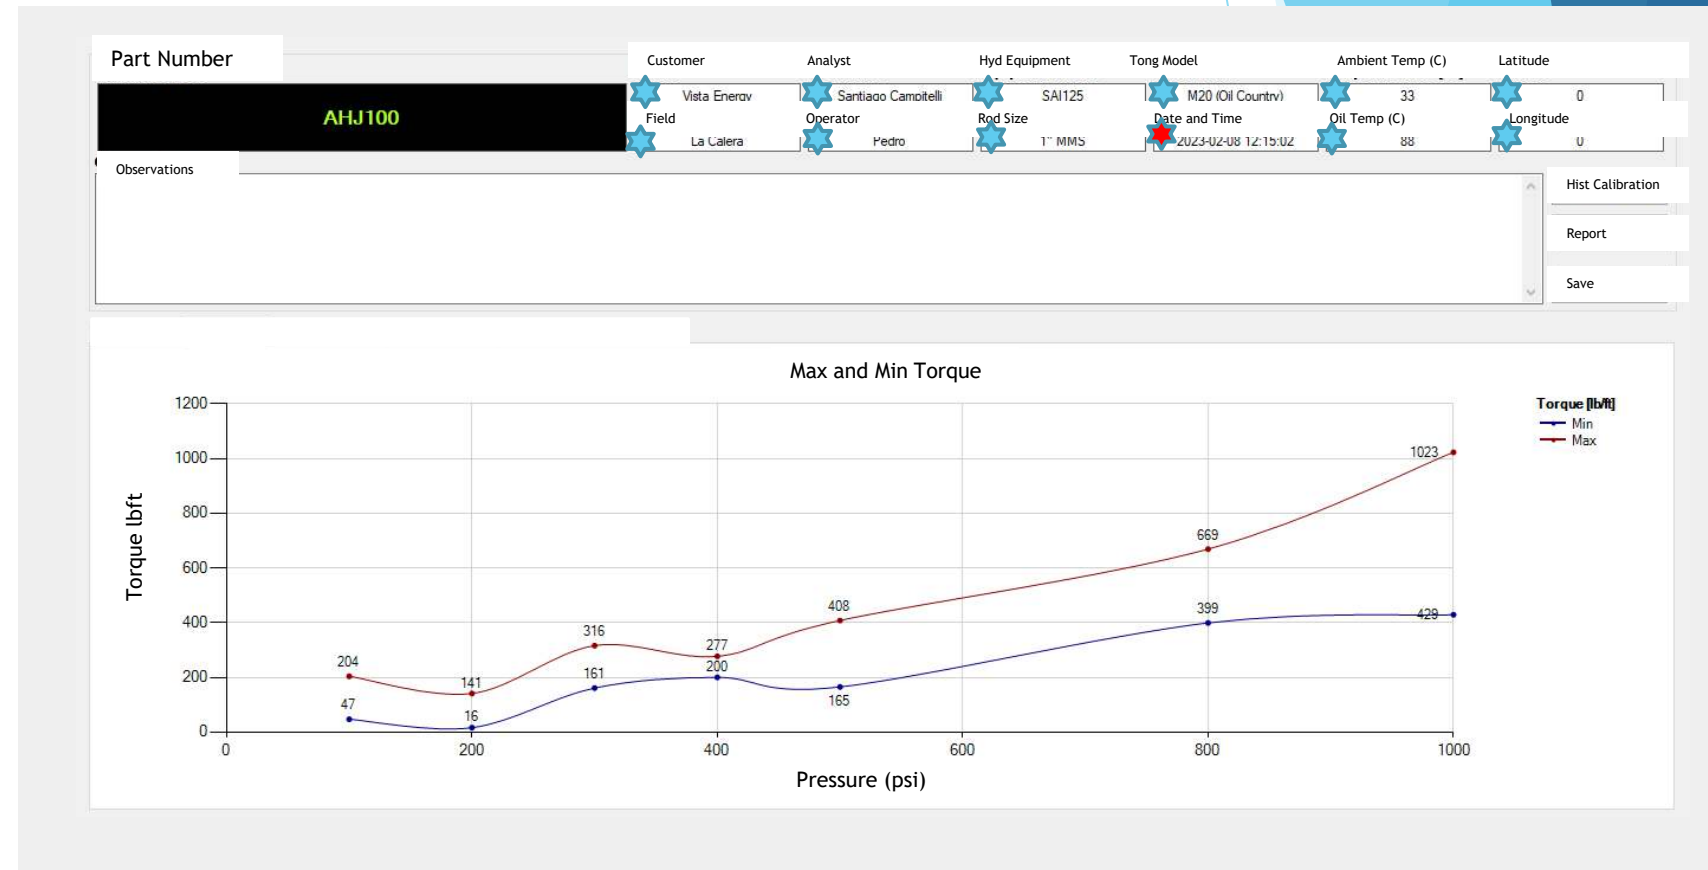 Part Number
Customer Analyst Hyd Equipment Tong Model Ambient Temp (C) Latitude
Vista Energy Santiago Campitelli SAI125 M20 (Oil Country) 33 0
AHJ100
Field Operator Rod Size Date and Time Oil Temp (C) Longitude
La Calera Pedro 1" MMS 2023-02-08 12:15:02 88 0
Observations
Hist Calibration
Report
Save
Max and Min Torque
Torque [lb/ft]
Min
Max
Torque lbft
1200
1000
800
600
400
200
0
1023
669
408
399
429
316
277
204
200
161
165
141
47
16
0 200 400 600 800 1000
Pressure (psi)